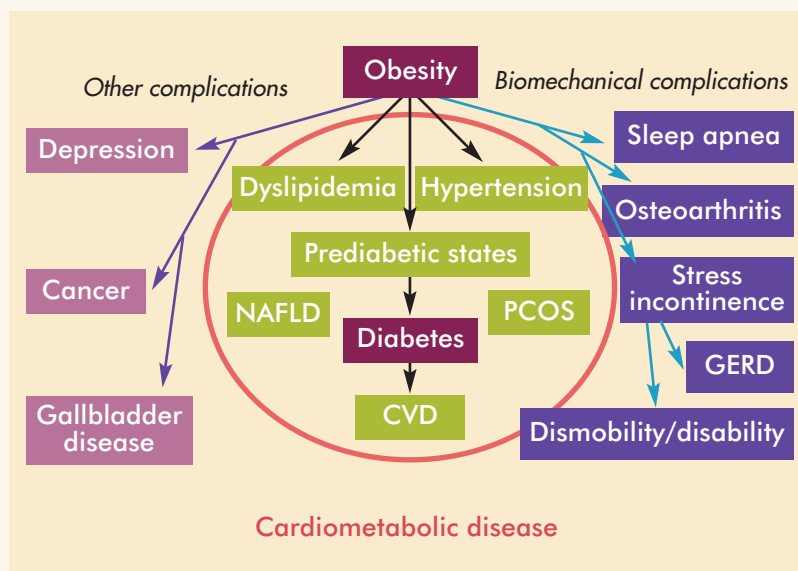 Obesity
Other complications
Biomechanical complications
Depression
Sleep apnea
Dyslipidemia
Hypertension
Osteoarthritis
Prediabetic states
Cancer
NAFLD
PCOS
Stress
incontinence
Diabetes
GERD
Gallbladder
disease
CVD
Dismobility/disability
Cardiometabolic disease